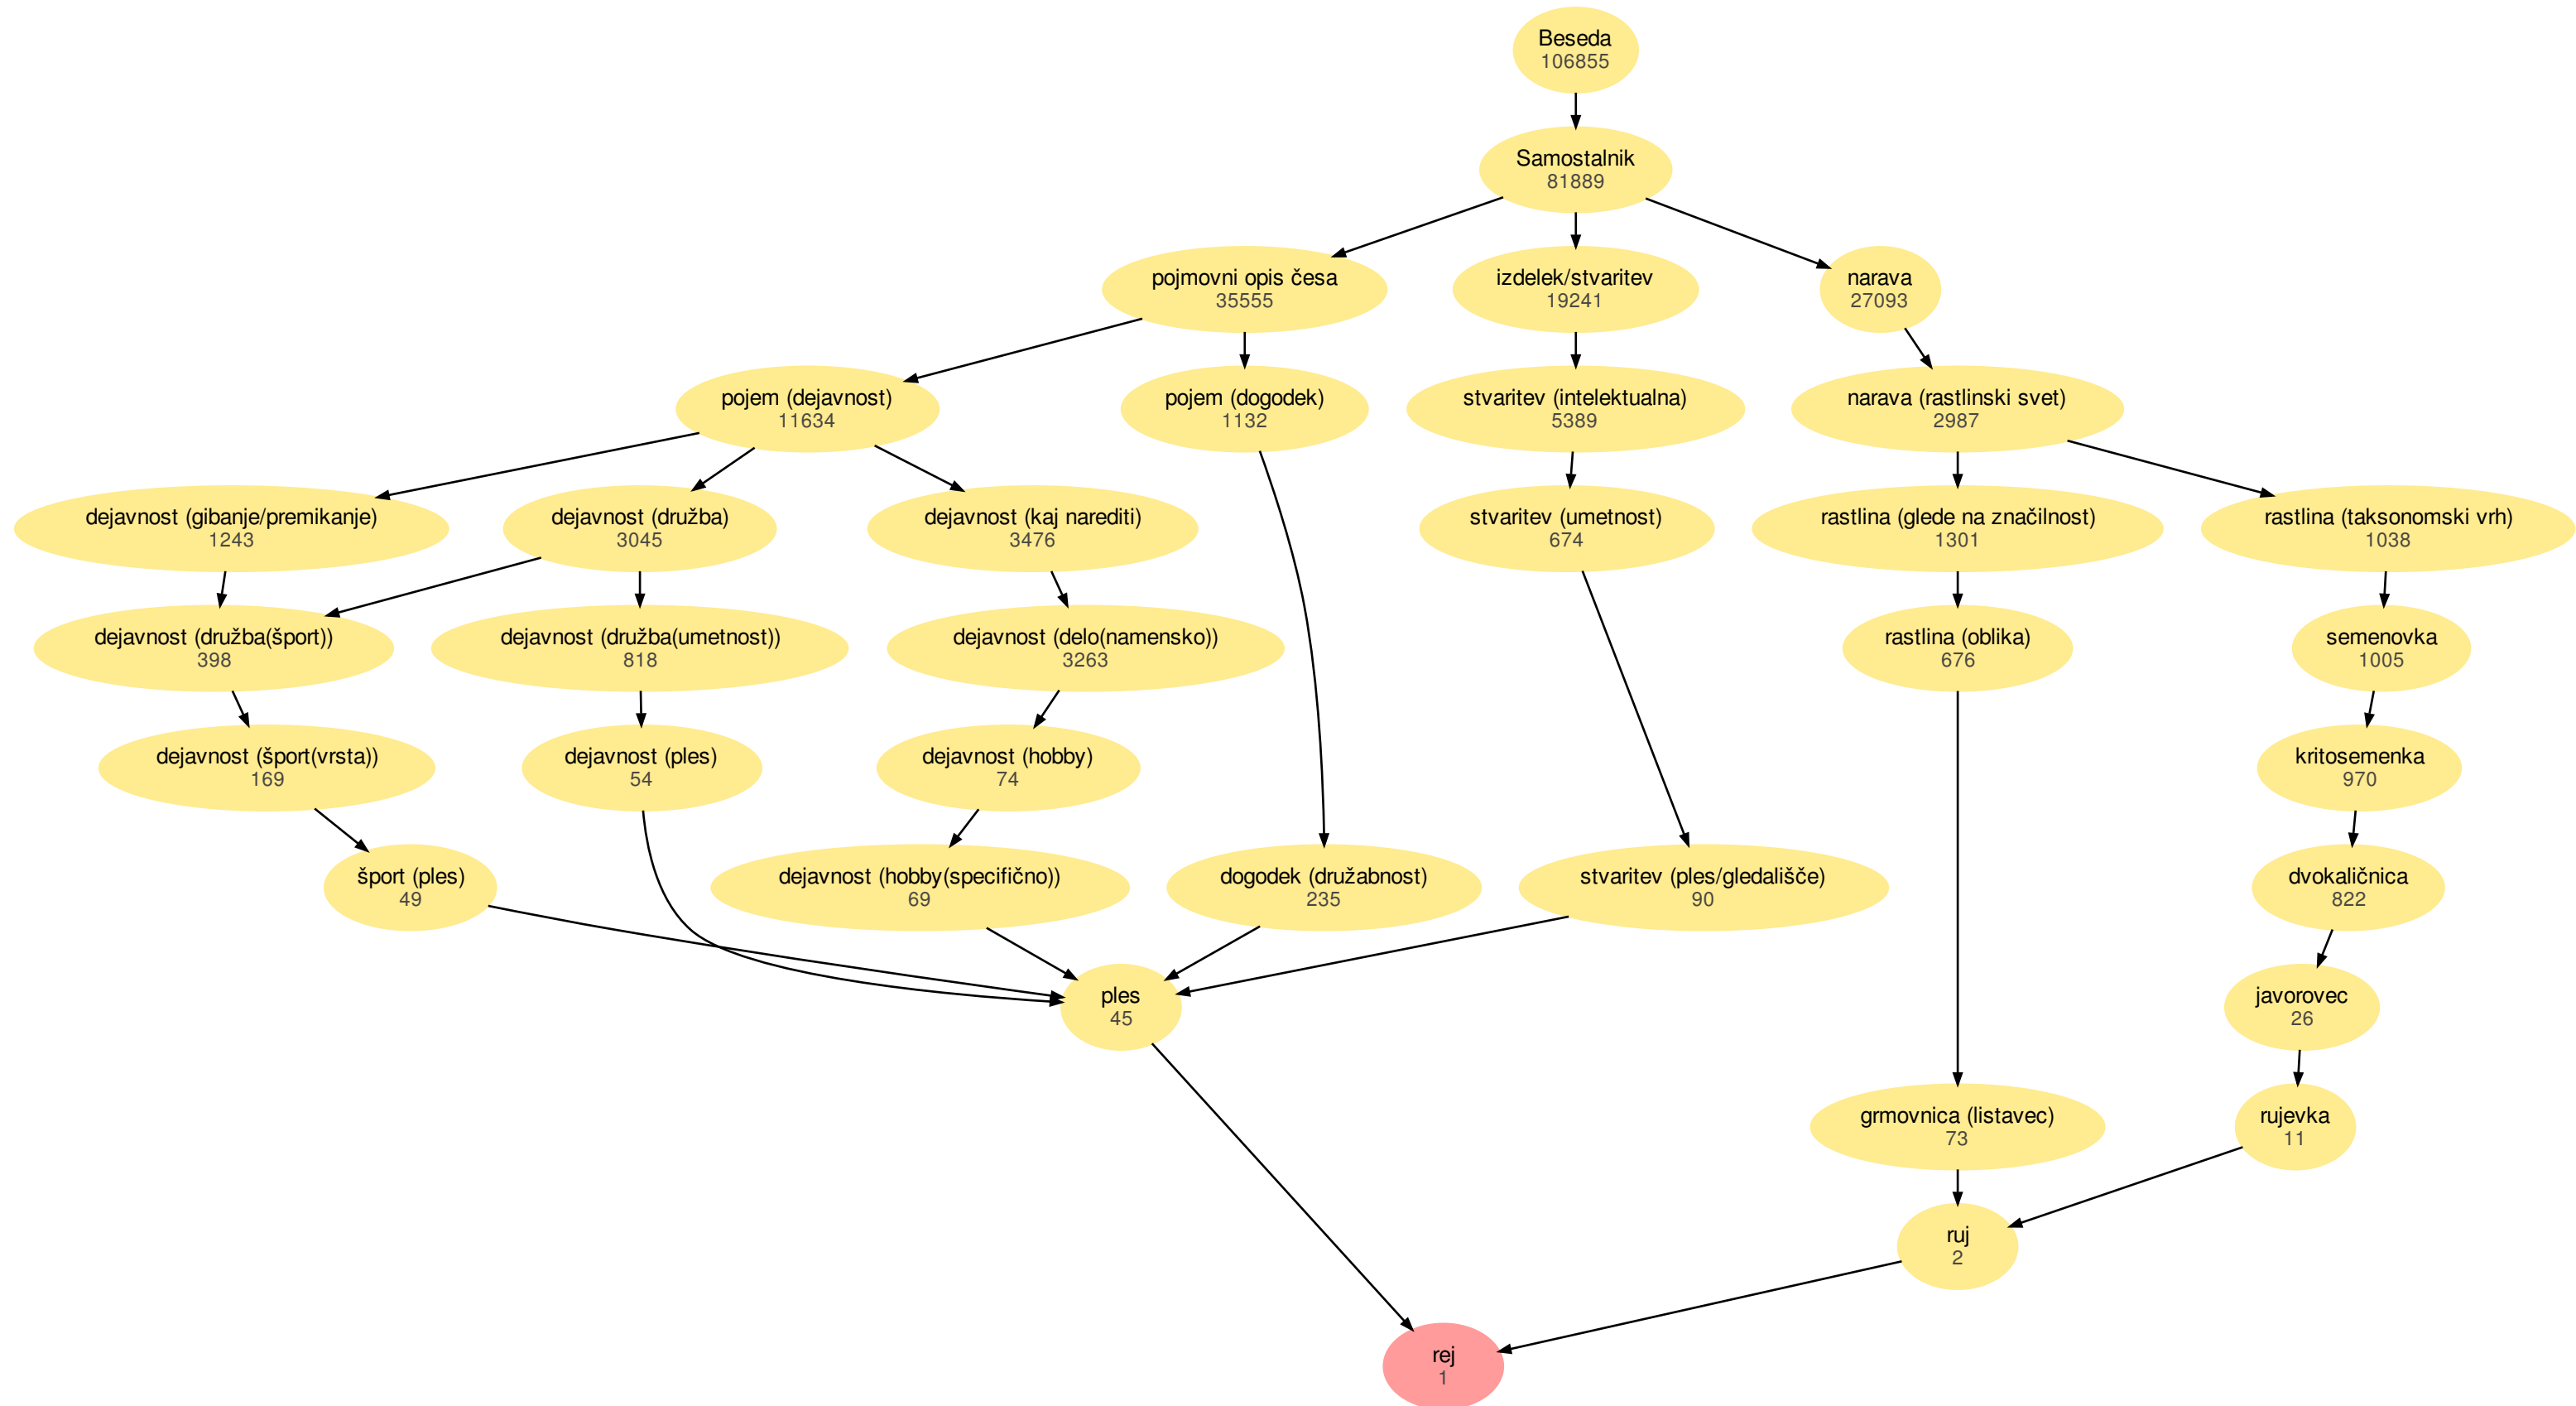 Beseda
106855
Samostalnik
81889
pojmovni opis česa
35555
izdelek/stvaritev
19241
narava
27093
pojem (dejavnost)
11634
pojem (dogodek)
1132
stvaritev (intelektualna)
5389
narava (rastlinski svet)
2987
dejavnost (gibanje/premikanje)
1243
dejavnost (družba)
3045
dejavnost (kaj narediti)
3476
stvaritev (umetnost)
674
rastlina (glede na značilnost)
1301
rastlina (taksonomski vrh)
1038
dejavnost (družba(šport))
398
dejavnost (družba(umetnost))
818
dejavnost (delo(namensko))
3263
rastlina (oblika)
676
semenovka
1005
dejavnost (šport(vrsta))
169
dejavnost (ples)
54
dejavnost (hobby)
74
kritosemenka
970
šport (ples)
49
dejavnost (hobby(specifično))
69
dogodek (družabnost)
235
stvaritev (ples/gledališče)
90
dvokaličnica
822
ples
45
javorovec
26
grmovnica (listavec)
73
rujevka
11
ruj
2
rej
1